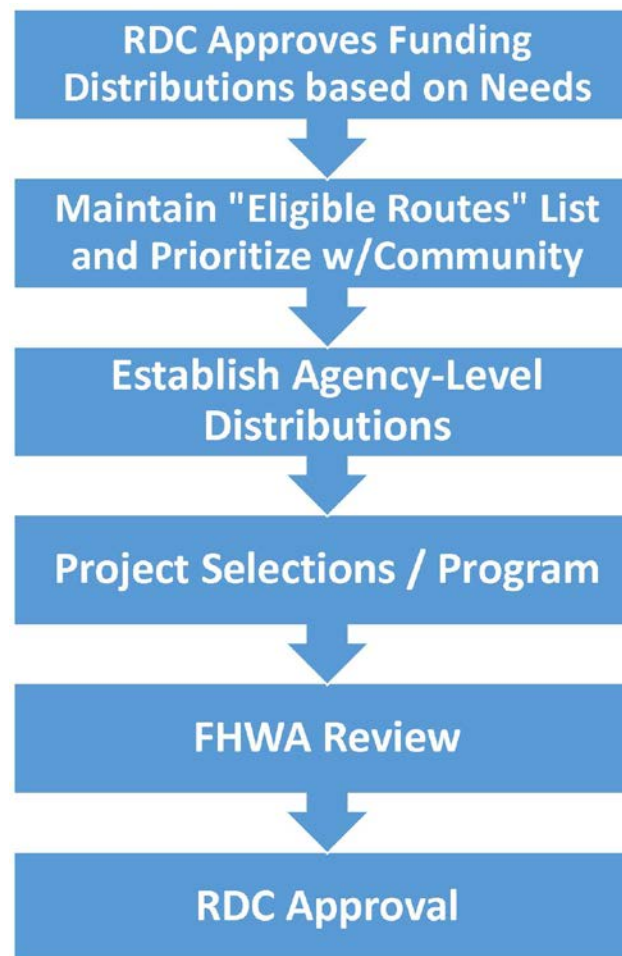 RDC Approves Funding
Distributions based on Needs
Maintain "Eligible Routes" List
and Prioritize w/Community
Establish Agency-Level
Distributions
Project Selections / Program
FHWA Review
RDC Approval